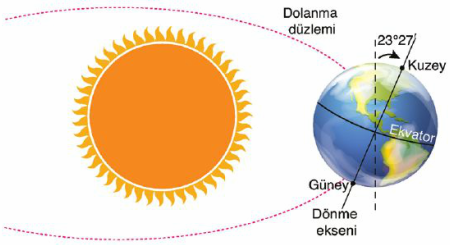 Dolanma
düzlemi
23°27'
Kuzey
Ekvator
Güney
Dönme
ekseni